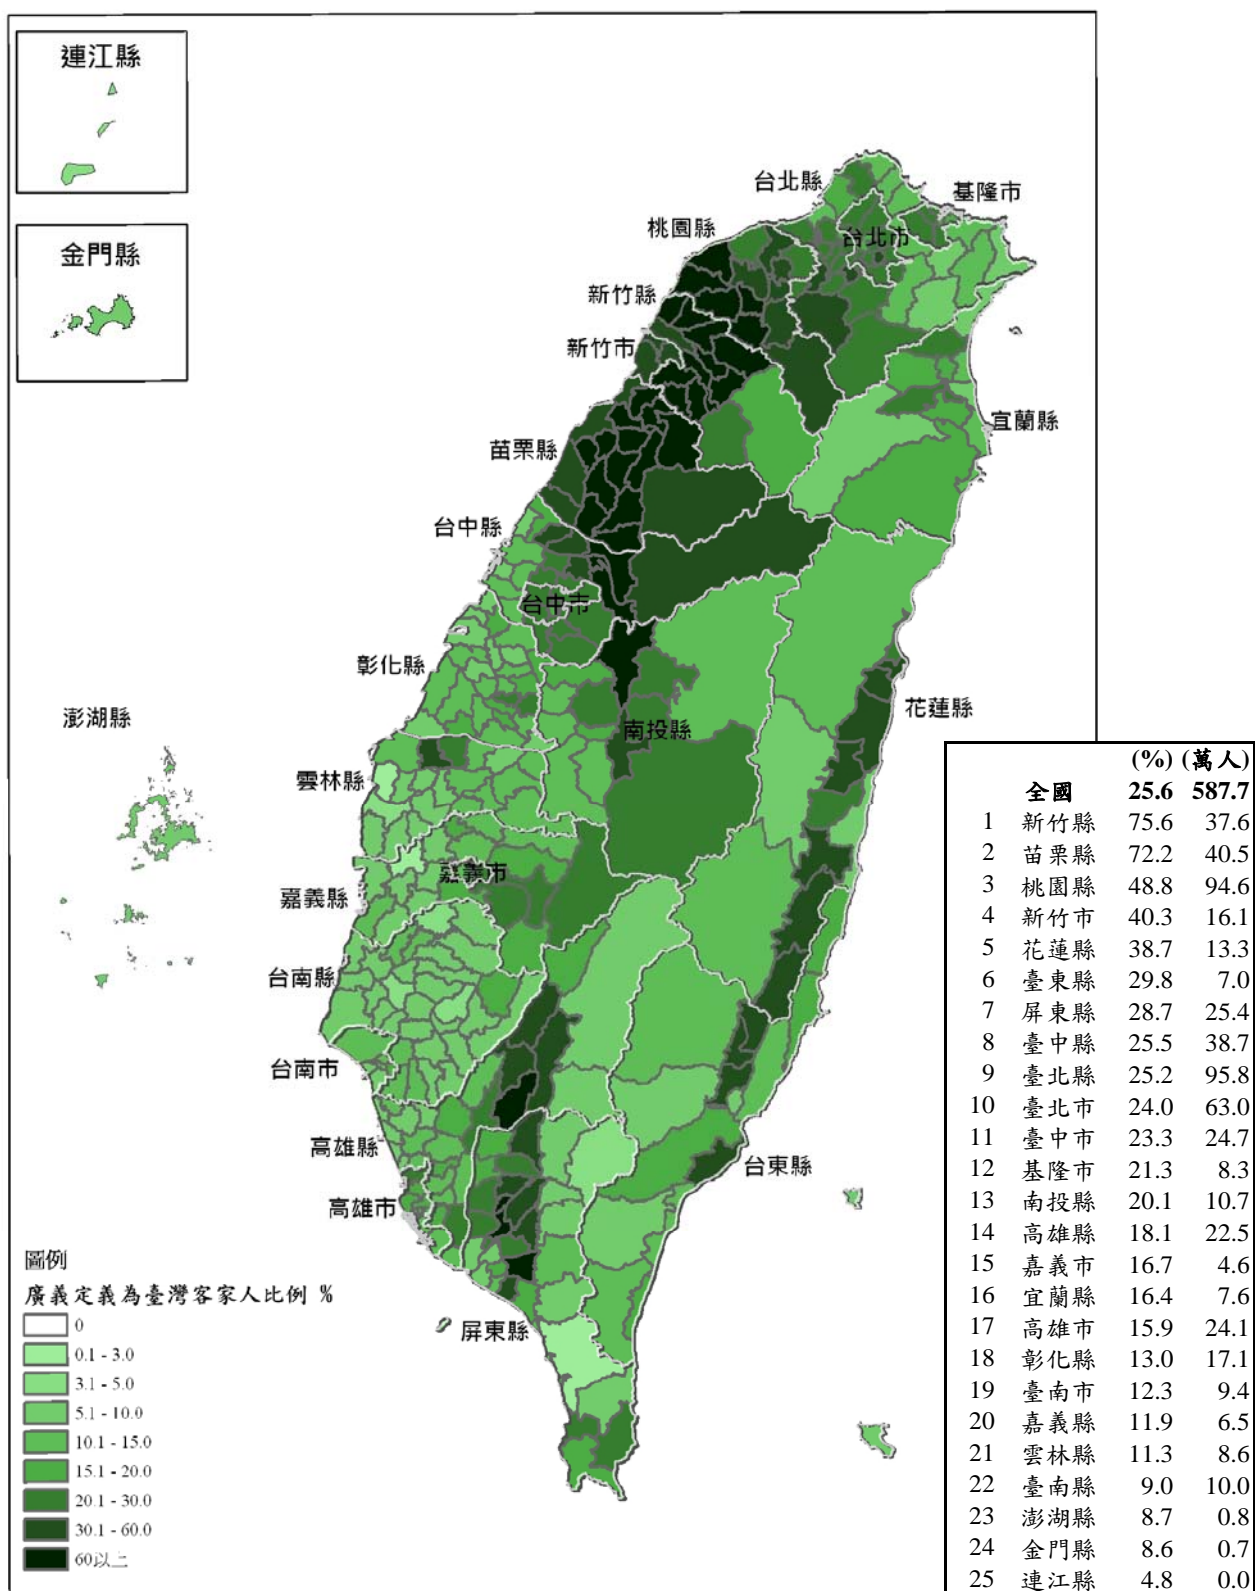 連江縣
金門縣
台北縣
基隆市
桃園縣
台北市
新竹縣
新竹市
宜蘭縣
苗栗縣
台中縣
台中市
彰化縣
花蓮縣
澎湖縣
南投縣
雲林縣
嘉義市
嘉義縣
台南縣
台南市
高雄縣
台東縣
高雄市
屏東縣
圖例
廣義定義為臺灣客家人比例 %
0
0.1 - 3.0
3.1 - 5.0
5.1 - 10.0
10.1 - 15.0
15.1 - 20.0
20.1 - 30.0
30.1 - 60.0
60以上
(%) (萬人)
全國 25.6 587.7
1 新竹縣 75.6 37.6
2 苗栗縣 72.2 40.5
3 桃園縣 48.8 94.6
4 新竹市 40.3 16.1
5 花蓮縣 38.7 13.3
6 臺東縣 29.8 7.0
7 屏東縣 28.7 25.4
8 臺中縣 25.5 38.7
9 臺北縣 25.2 95.8
10 臺北市 24.0 63.0
11 臺中市 23.3 24.7
12 基隆市 21.3 8.3
13 南投縣 20.1 10.7
14 高雄縣 18.1 22.5
15 嘉義市 16.7 4.6
16 宜蘭縣 16.4 7.6
17 高雄市 15.9 24.1
18 彰化縣 13.0 17.1
19 臺南市 12.3 9.4
20 嘉義縣 11.9 6.5
21 雲林縣 11.3 8.6
22 臺南縣 9.0 10.0
23 澎湖縣 8.7 0.8
24 金門縣 8.6 0.7
25 連江縣 4.8 0.0